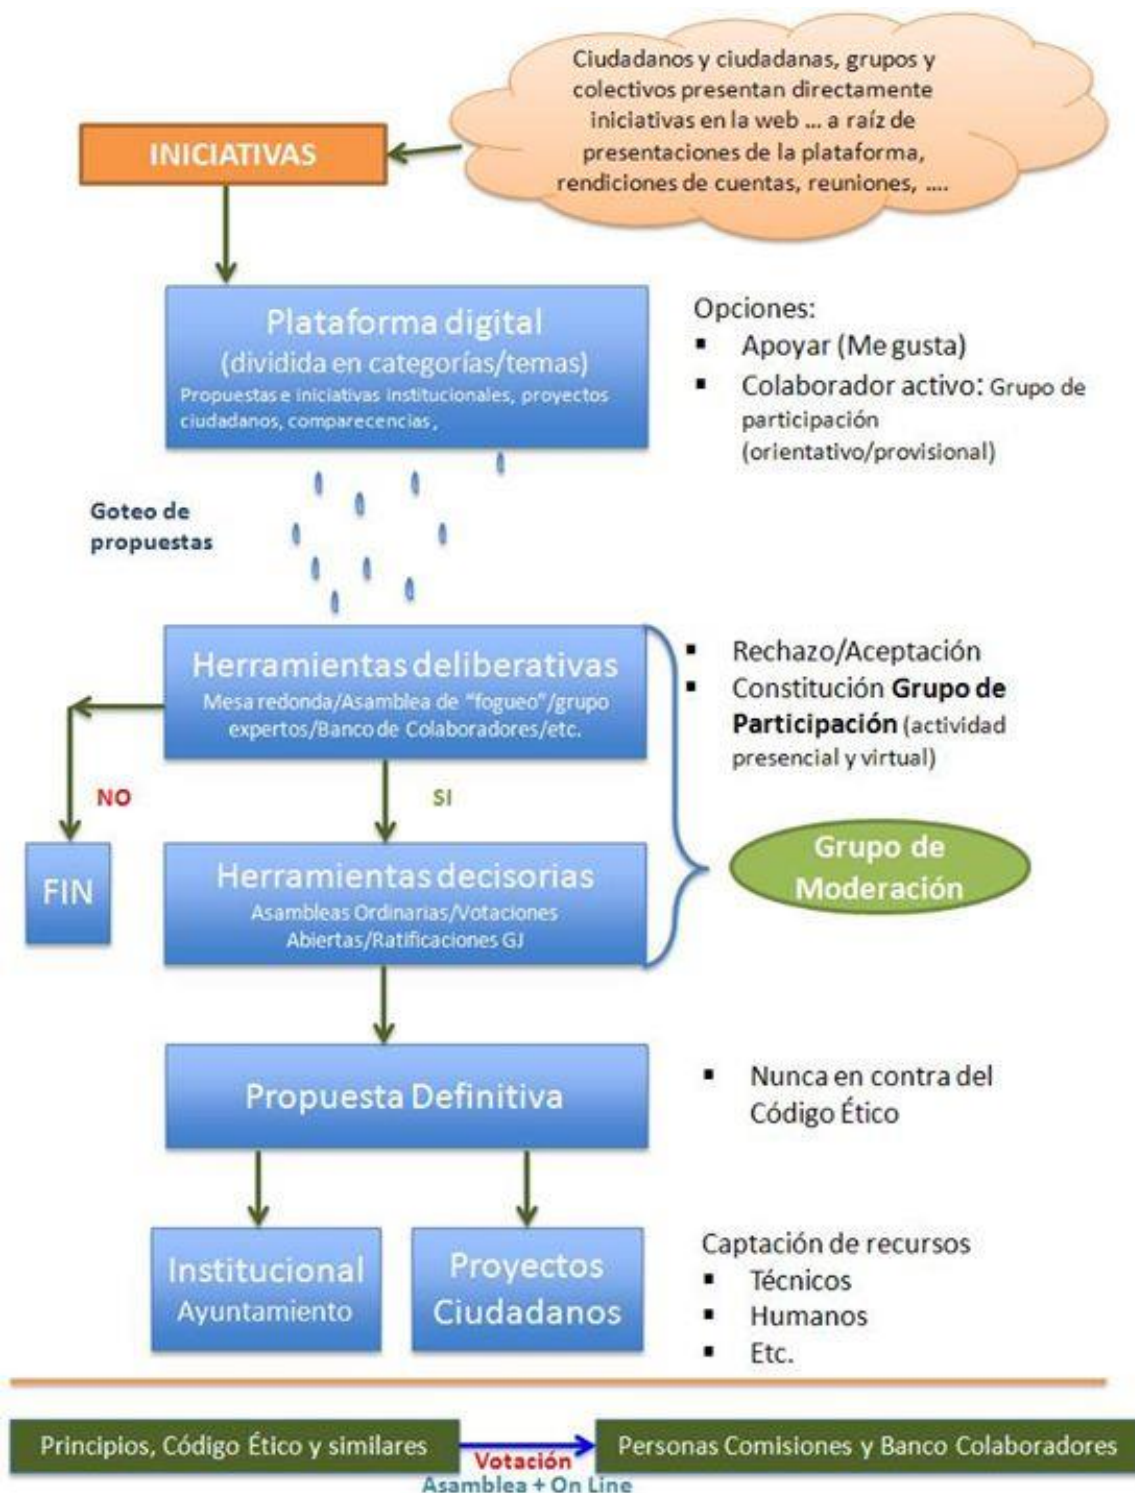 Ciudadanos y ciudadanas, grupos y
colectivos presentan directamente
iniciativas en la web ... a raíz de
presentaciones de la plataforma,
rendiciones de cuentas, reuniones, ....
INICIATIVAS
Plataforma digital
(dividida en categorías/temas)
Propuestas e iniciativas institucionales, proyectos
ciudadanos, comparecencias,
Opciones:
▪ Apoyar (Me gusta)
▪ Colaborador activo: Grupo de
participación
(orientativo/provisional)
Goteo de
propuestas
Herramientas deliberativas
Mesa redonda/Asamblea de "fogueo"/grupo
expertos/Banco de Colaboradores/etc.
▪ Rechazo/Aceptación
▪ Constitución Grupo de
Participación (actividad
presencial y virtual)
NO
SI
FIN
Herramientas decisorias
Asambleas Ordinarias/Votaciones
Abiertas/Ratificaciones GJ
Grupo de
Moderación
Propuesta Definitiva
▪ Nunca en contra del
Código Ético
Institucional
Ayuntamiento
Proyectos
Ciudadanos
Captación de recursos
▪ Técnicos
▪ Humanos
▪ Etc.
Principios, Código Ético y similares
Votación
Asamblea + On Line
Personas Comisiones y Banco Colaboradores